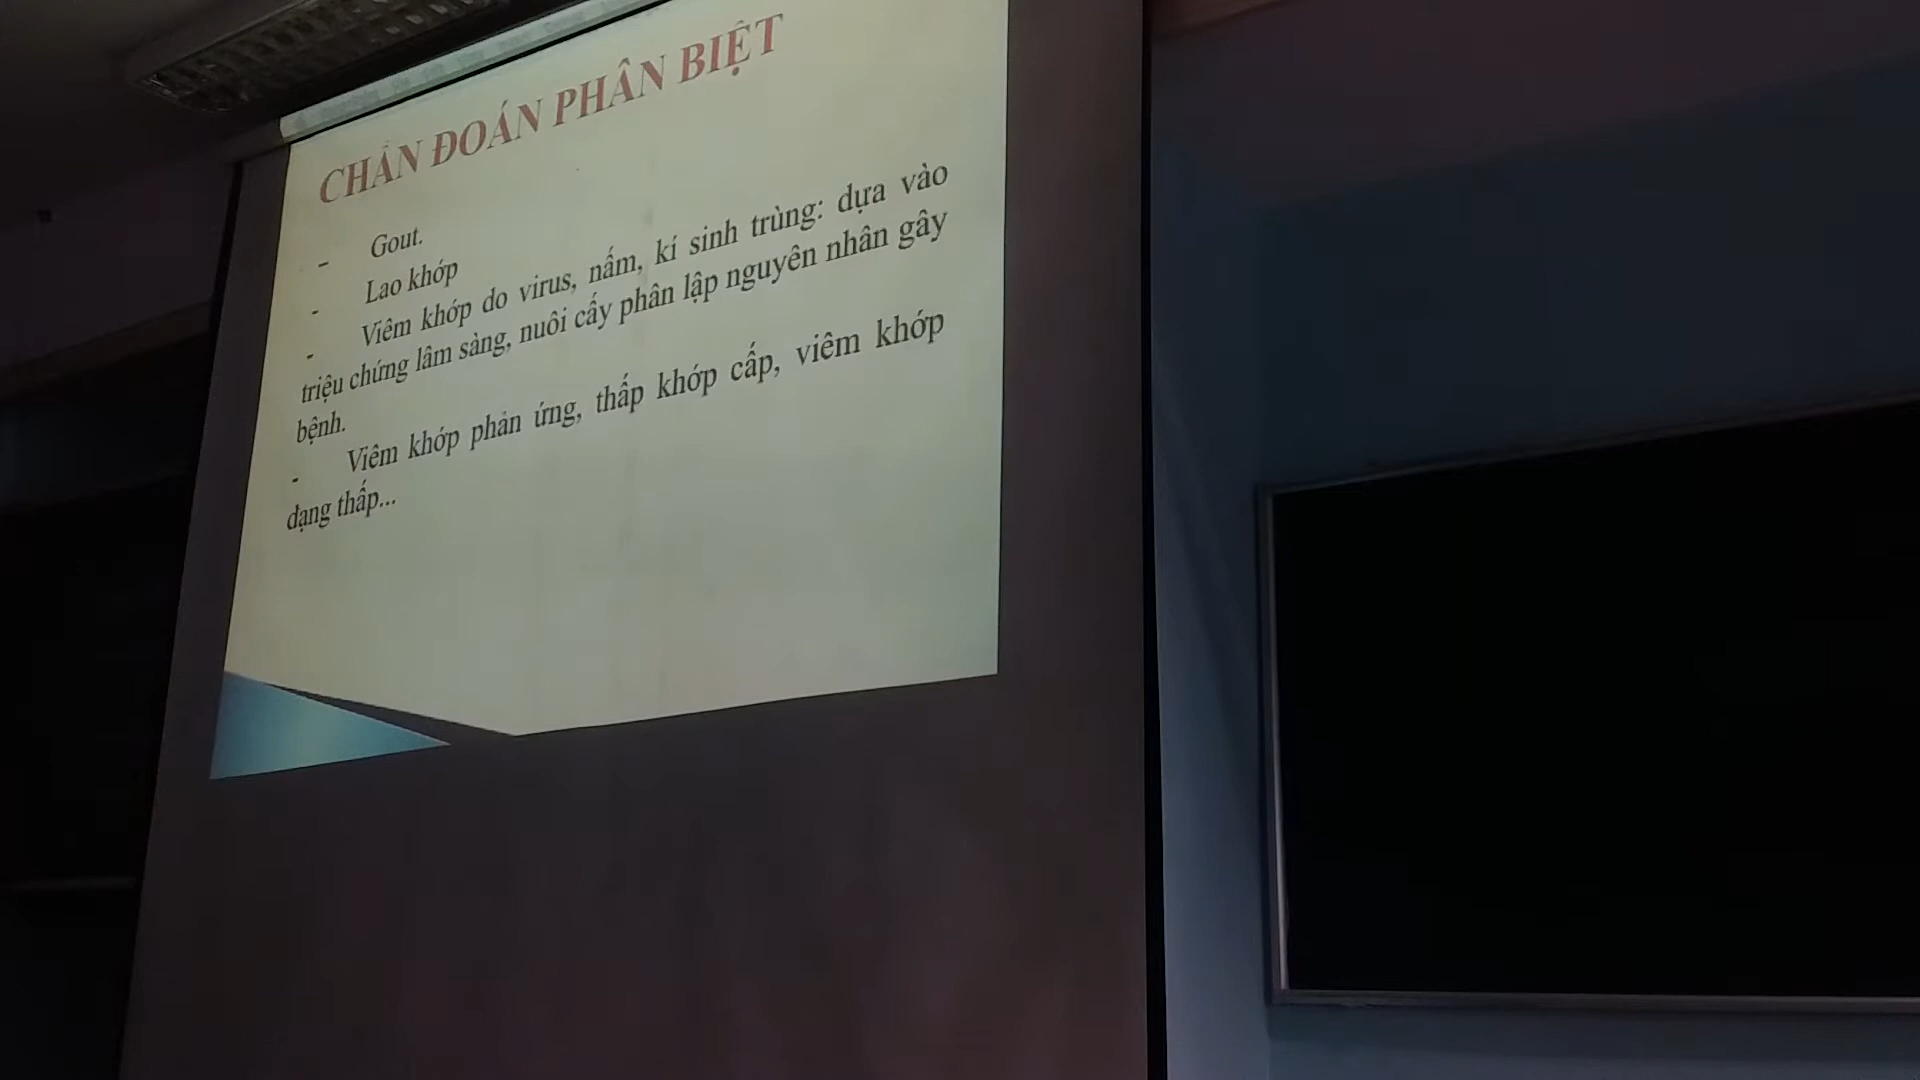 CHẨN ĐOÁN PHÂN BIỆT
- Gout.
- Lao khớp
- Viêm khớp do virus, nấm, kí sinh trùng: dựa vào
triệu chứng lâm sàng, nuôi cấy phân lập nguyên nhân gây
bệnh.
- Viêm khớp phản ứng, thấp khớp cấp, viêm khớp
dạng thấp...